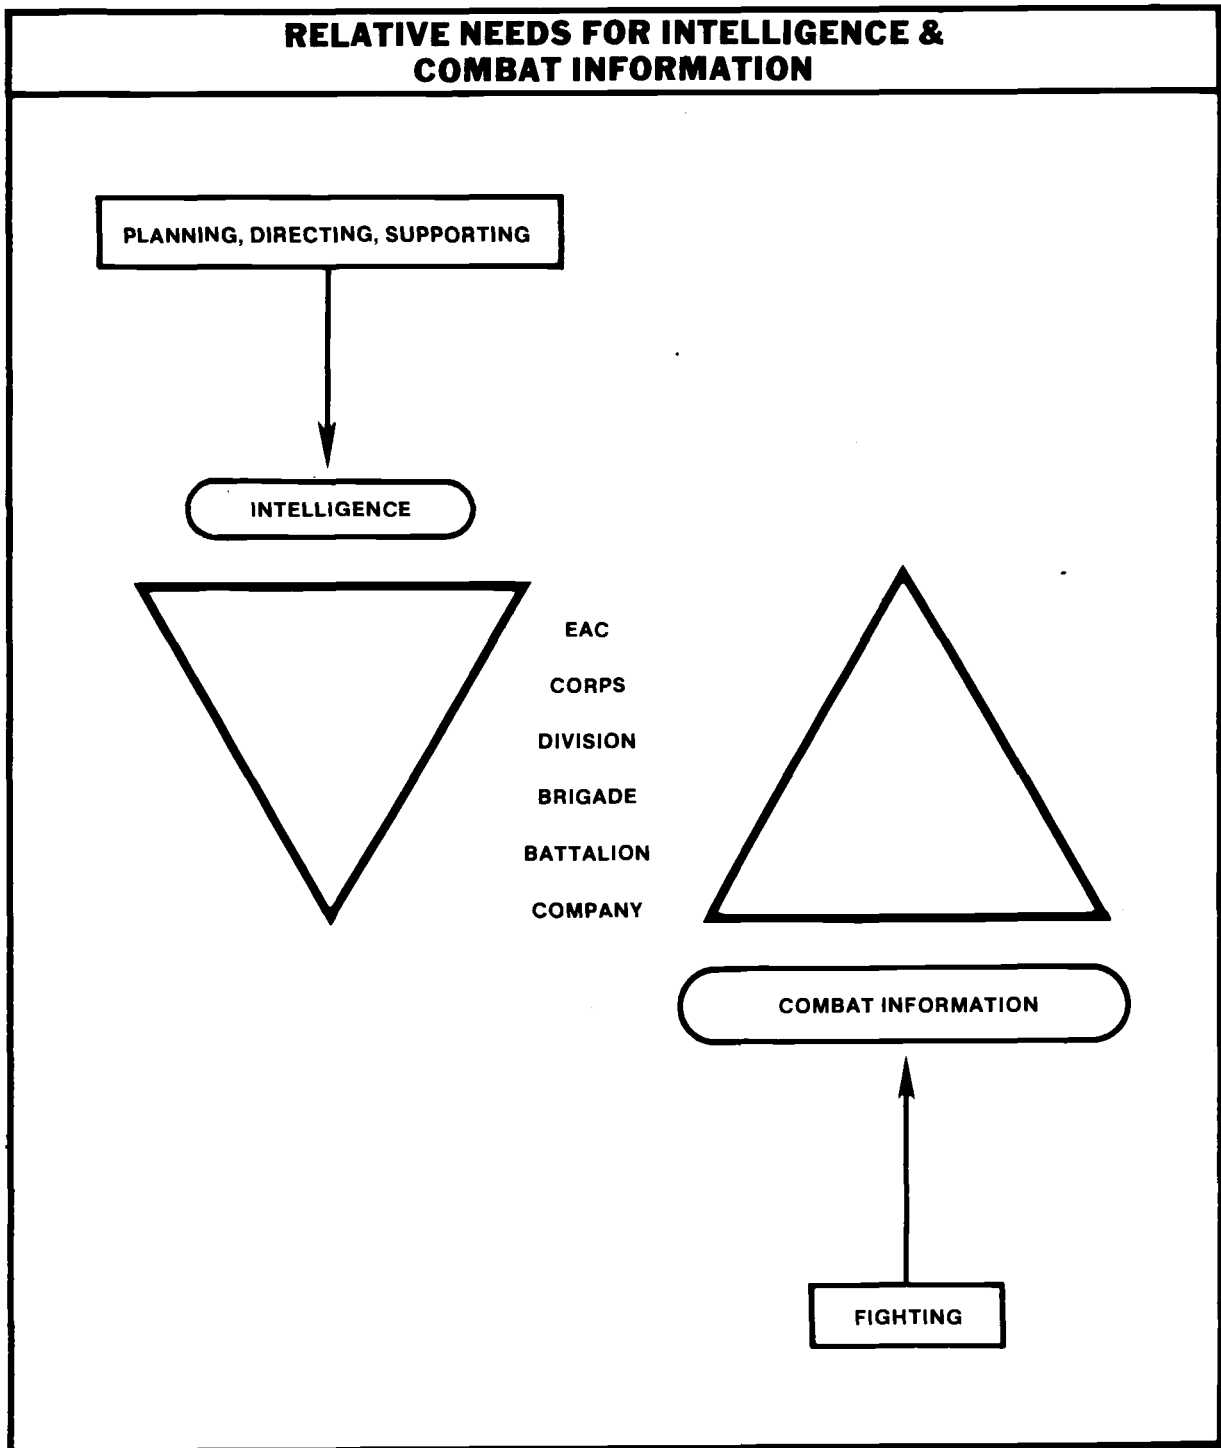 RELATIVE NEEDS FOR INTELLIGENCE &
COMBAT INFORMATION
PLANNING, DIRECTING, SUPPORTING
INTELLIGENCE
EAC
CORPS
DIVISION
BRIGADE
BATTALION
COMPANY
COMBAT INFORMATION
FIGHTING